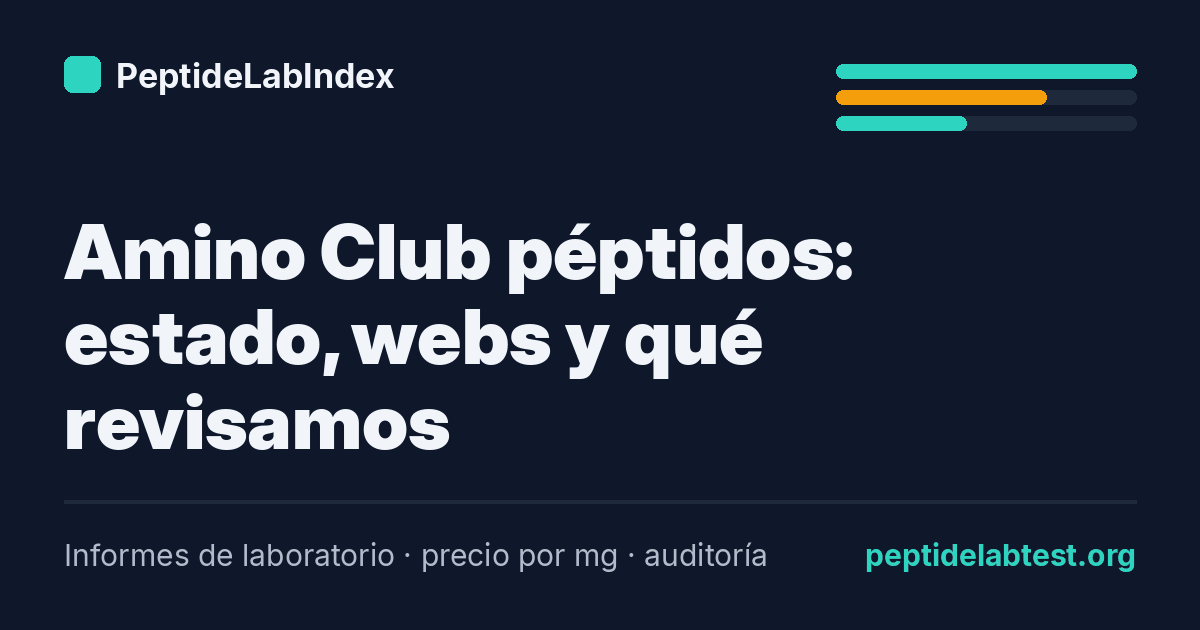 PeptideLabIndex
Amino Club péptidos:
estado, webs y qué
revisamos
Informes de laboratorio · precio por mg · auditoría
peptidelabtest.org